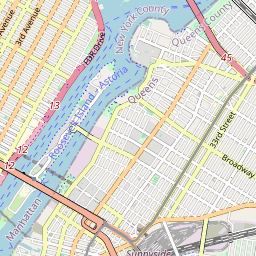 New York County
Queens County
3rd Avenue
Avenue
FDR Drive
45
Roosevelt Island - Astoria
Queens
13
33rd Street
12
12
Broadway
Manhattan
Sunnyside